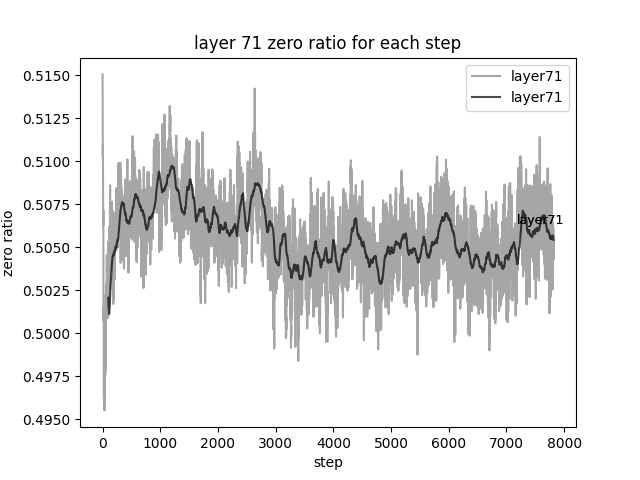 layer 71 zero ratio for each step
layer71
layer71
layer71
zero ratio
0.5150
0.5125
0.5100
0.5075
0.5050
0.5025
0.5000
0.4975
0.4950
0 1000 2000 3000 4000 5000 6000 7000 8000
step